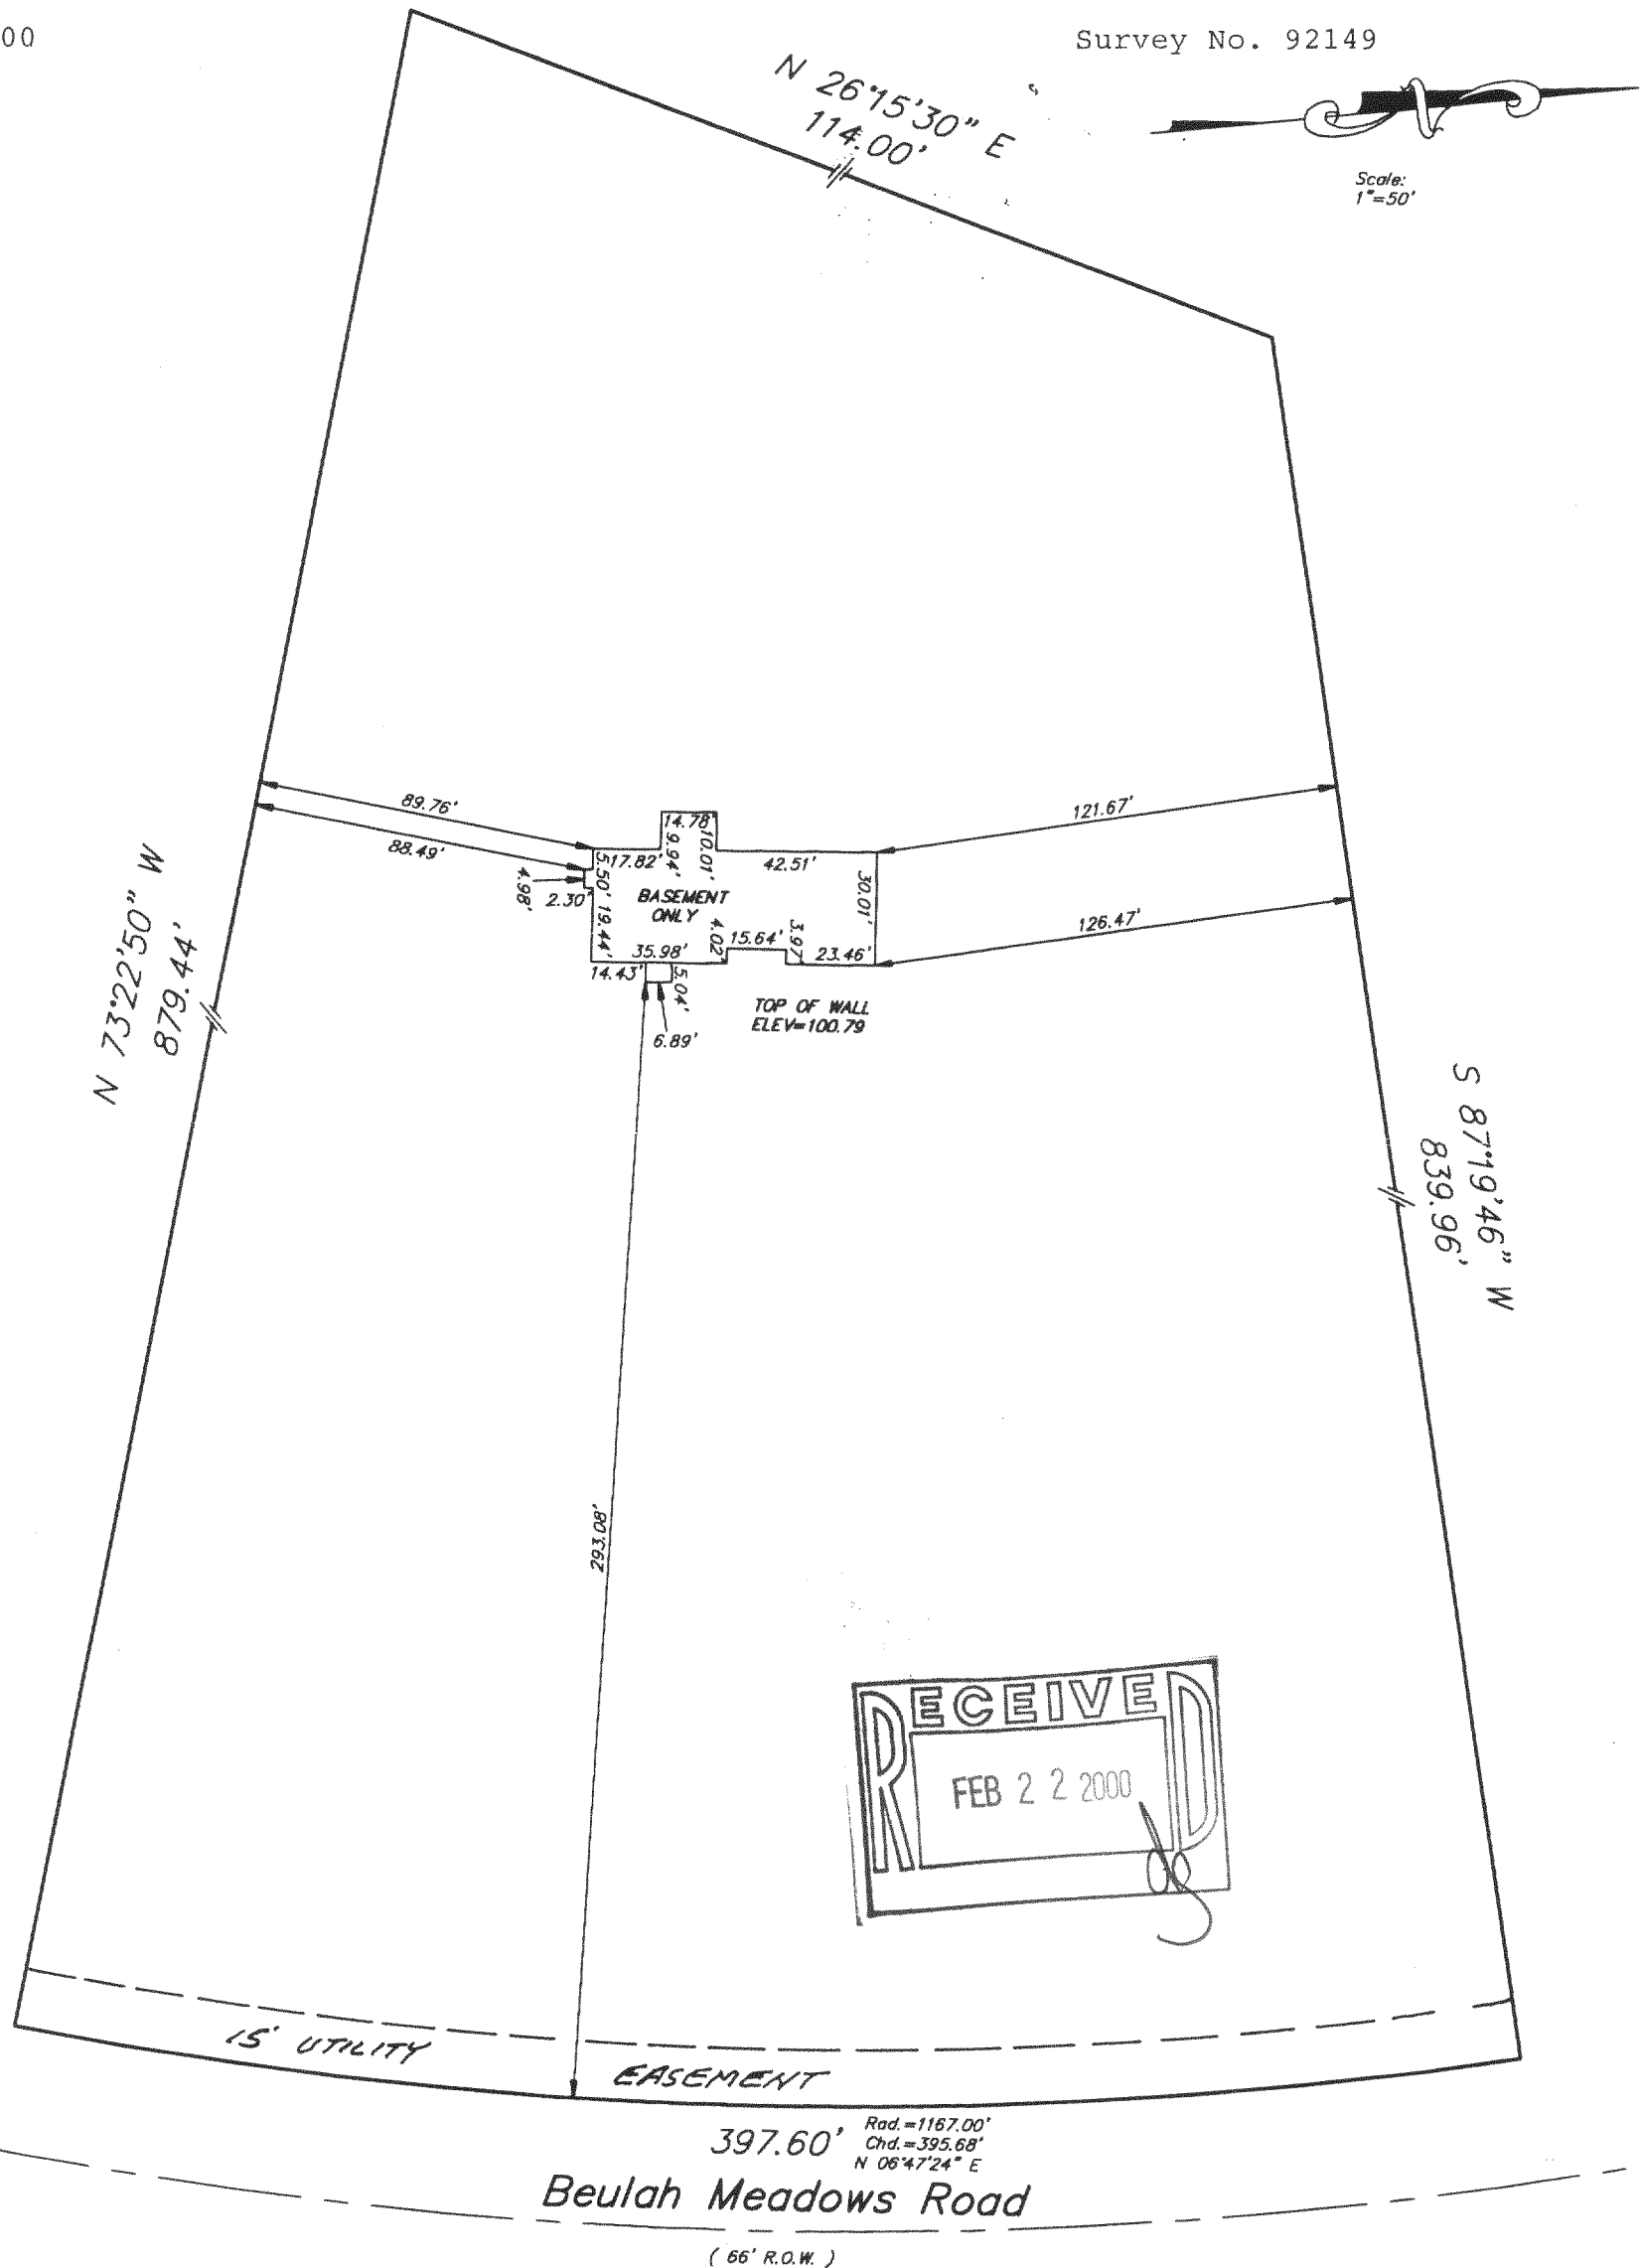 00
Survey No. 92149
N 26°15'30" E
114.00'
Scale:
1"=50'
89.76'
88.49'
121.67'
126.47'
14.78'
9.94'
10.01'
17.82'
42.51'
5.50'
4.98'
2.30'
19.44'
BASEMENT
ONLY
30.01'
35.98'
4.02'
15.64'
3.97'
23.46'
14.43'
5.04'
6.89'
TOP OF WALL
ELEV=100.79
N 73°22'50" W
879.44'
S 87°19'46" W
839.96'
293.08'
RECEIVED
FEB 22 2000
15' UTILITY
EASEMENT
397.60'
Rad.=1167.00'
Chd.=395.68'
N 06°47'24" E
Beulah Meadows Road
( 66' R.O.W. )